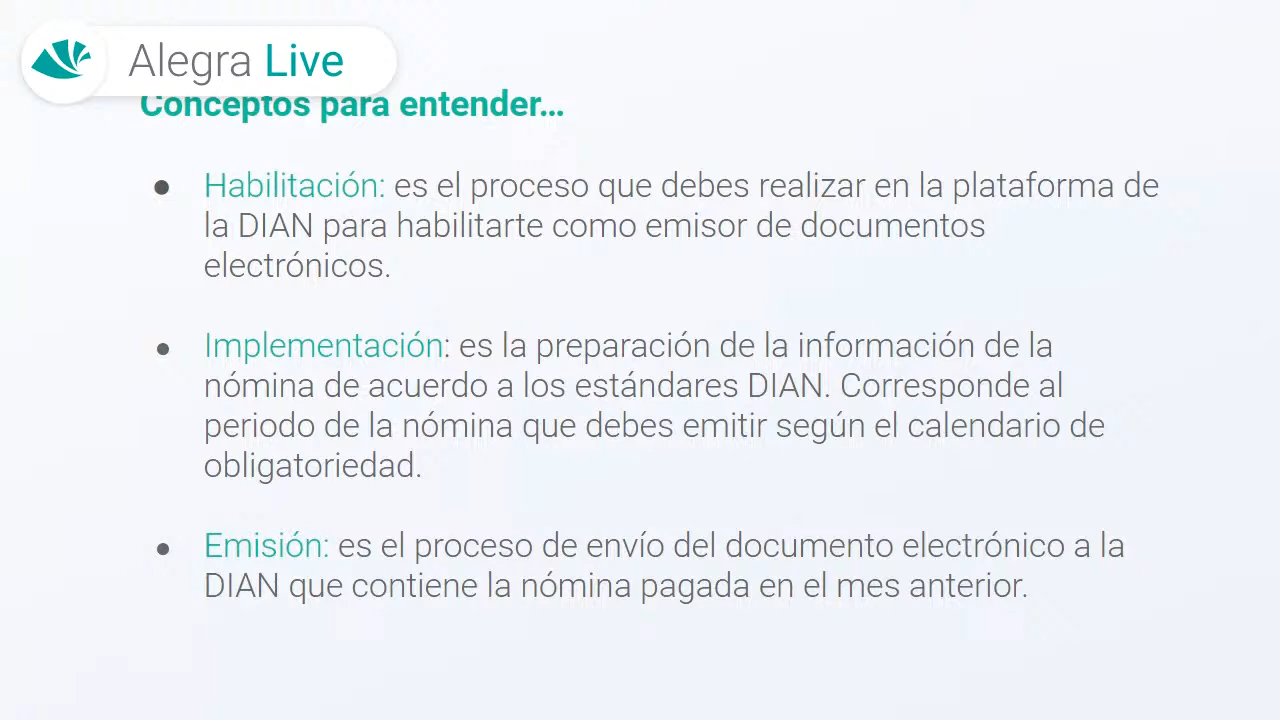 Alegra Live
Conceptos para entender...
● Habilitación: es el proceso que debes realizar en la plataforma de
la DIAN para habilitarte como emisor de documentos
electrónicos.
● Implementación: es la preparación de la información de la
nómina de acuerdo a los estándares DIAN. Corresponde al
periodo de la nómina que debes emitir según el calendario de
obligatoriedad.
● Emisión: es el proceso de envío del documento electrónico a la
DIAN que contiene la nómina pagada en el mes anterior.